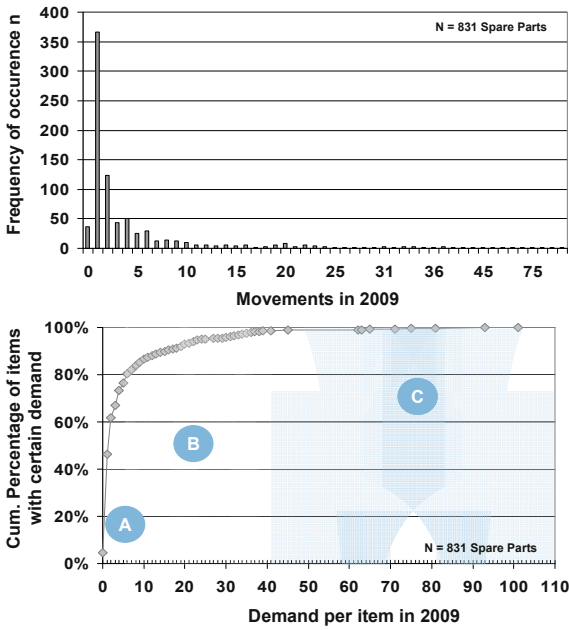 Frequency of occurence n
400
350
300
250
200
150
100
50
0
N = 831 Spare Parts
0 5 10 15 20 25 31 36 45 75
Movements in 2009
Cum. Percentage of items
with certain demand
100%
80%
60%
40%
20%
0%
A
B
C
N = 831 Spare Parts
0 10 20 30 40 50 60 70 80 90 100 110
Demand per item in 2009